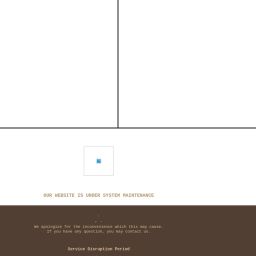 OUR WEBSITE IS UNDER SYSTEM MAINTENANCE
We apologize for the inconvenience which this may cause.
If you have any question, you may contact us.
Service Disruption Period